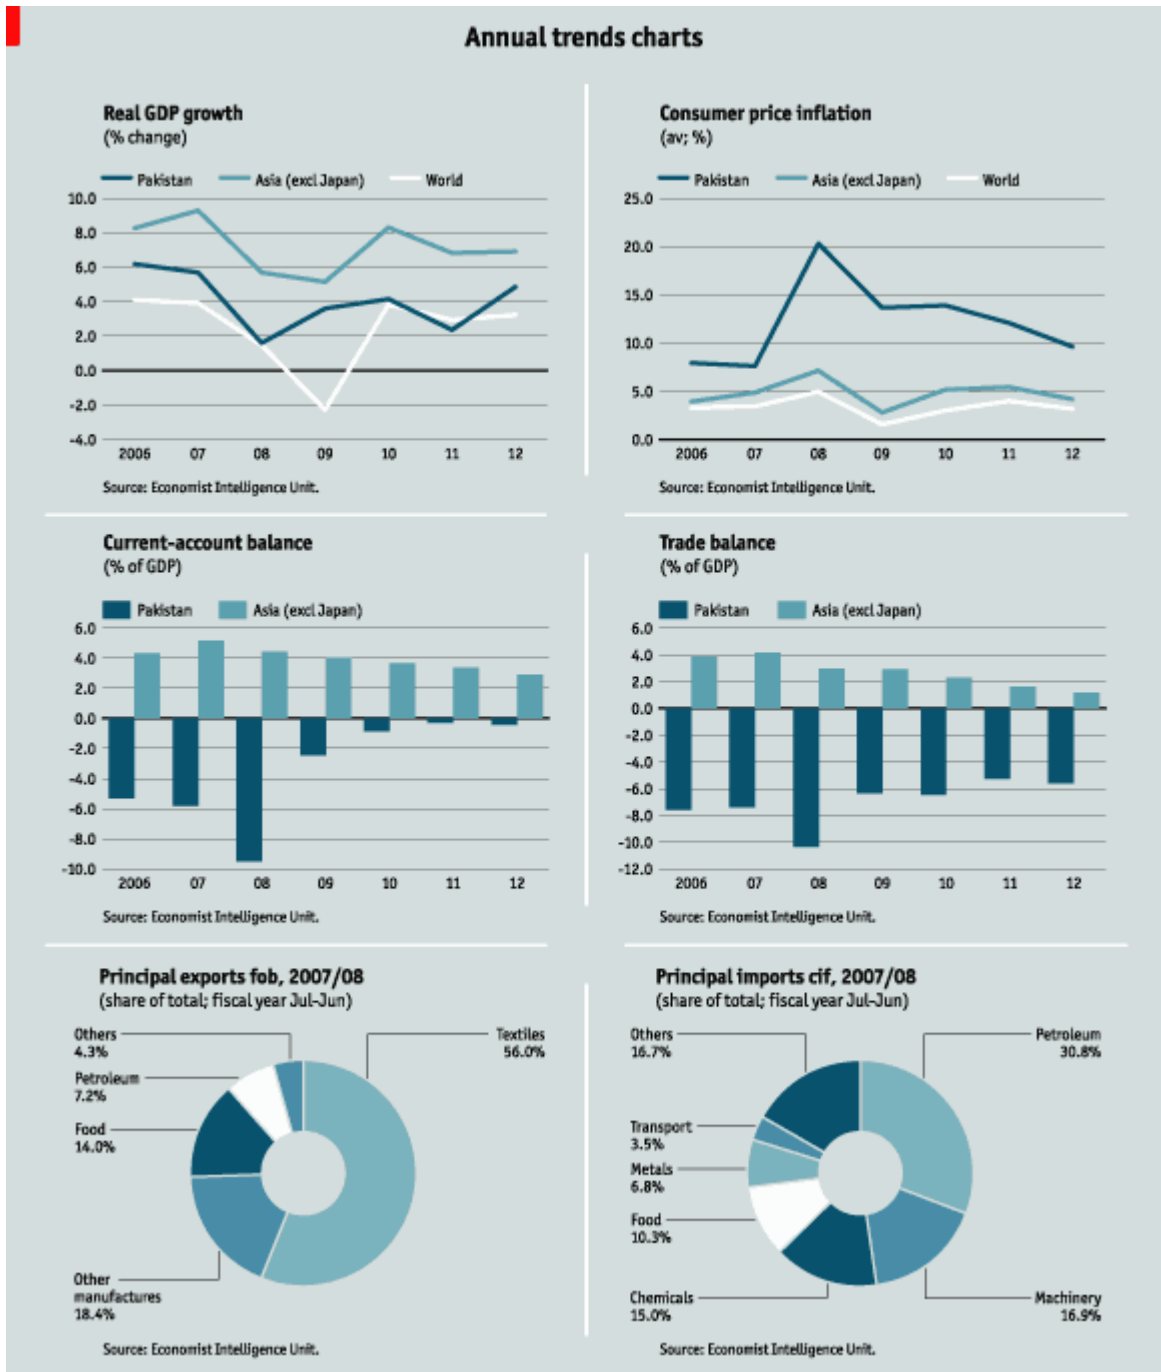 Annual trends charts
Real GDP growth
(% change)
Pakistan Asia (excl Japan) World
10.0
8.0
6.0
4.0
2.0
0.0
-2.0
-4.0
2006 07 08 09 10 11 12
Source: Economist Intelligence Unit.
Consumer price inflation
(av; %)
Pakistan Asia (excl Japan) World
25.0
20.0
15.0
10.0
5.0
0.0
2006 07 08 09 10 11 12
Source: Economist Intelligence Unit.
Current-account balance
(% of GDP)
Pakistan Asia (excl Japan)
6.0
4.0
2.0
0.0
-2.0
-4.0
-6.0
-8.0
-10.0
2006 07 08 09 10 11 12
Source: Economist Intelligence Unit.
Trade balance
(% of GDP)
Pakistan Asia (excl Japan)
6.0
4.0
2.0
0.0
-2.0
-4.0
-6.0
-8.0
-10.0
-12.0
2006 07 08 09 10 11 12
Source: Economist Intelligence Unit.
Principal exports fob, 2007/08
(share of total; fiscal year Jul-Jun)
Others
4.3%
Textiles
56.0%
Petroleum
7.2%
Food
14.0%
Other
manufactures
18.4%
Source: Economist Intelligence Unit.
Principal imports cif, 2007/08
(share of total; fiscal year Jul-Jun)
Others
16.7%
Petroleum
30.8%
Transport
3.5%
Metals
6.8%
Food
10.3%
Chemicals
15.0%
Machinery
16.9%
Source: Economist Intelligence Unit.